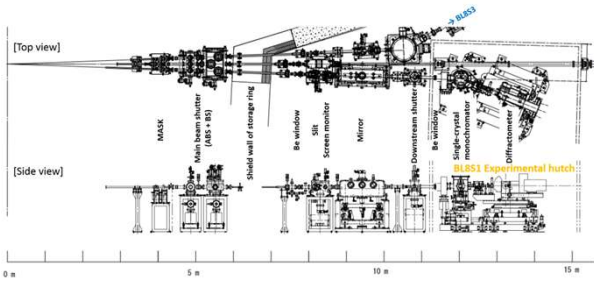 → BL8S3
[Top view]
MASK
Main beam shutter
(ABS + BS)
Shield wall of storage ring
Be window
Slit
Screen monitor
Mirror
Downstream shutter
Be window
Single-crystal
monochromator
Diffractometer
BL8S1 Experimental hutch
[Side view]
0 m
5 m
10 m
15 m